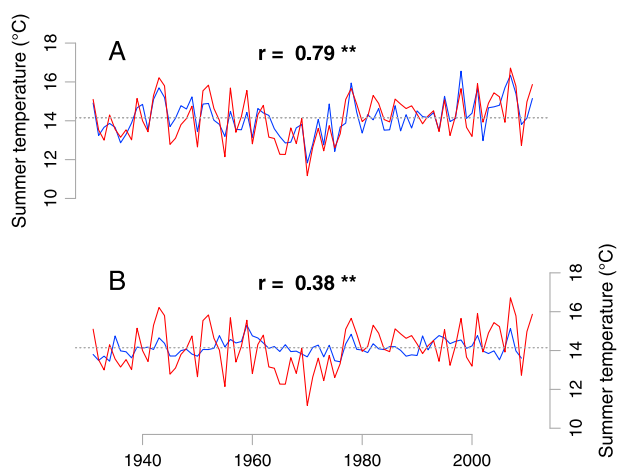 Summer temperature (°C)
18
16
14
12
10
A
r = 0.79 **
B
r = 0.38 **
18
16
14
12
10
Summer temperature (°C)
1940
1960
1980
2000